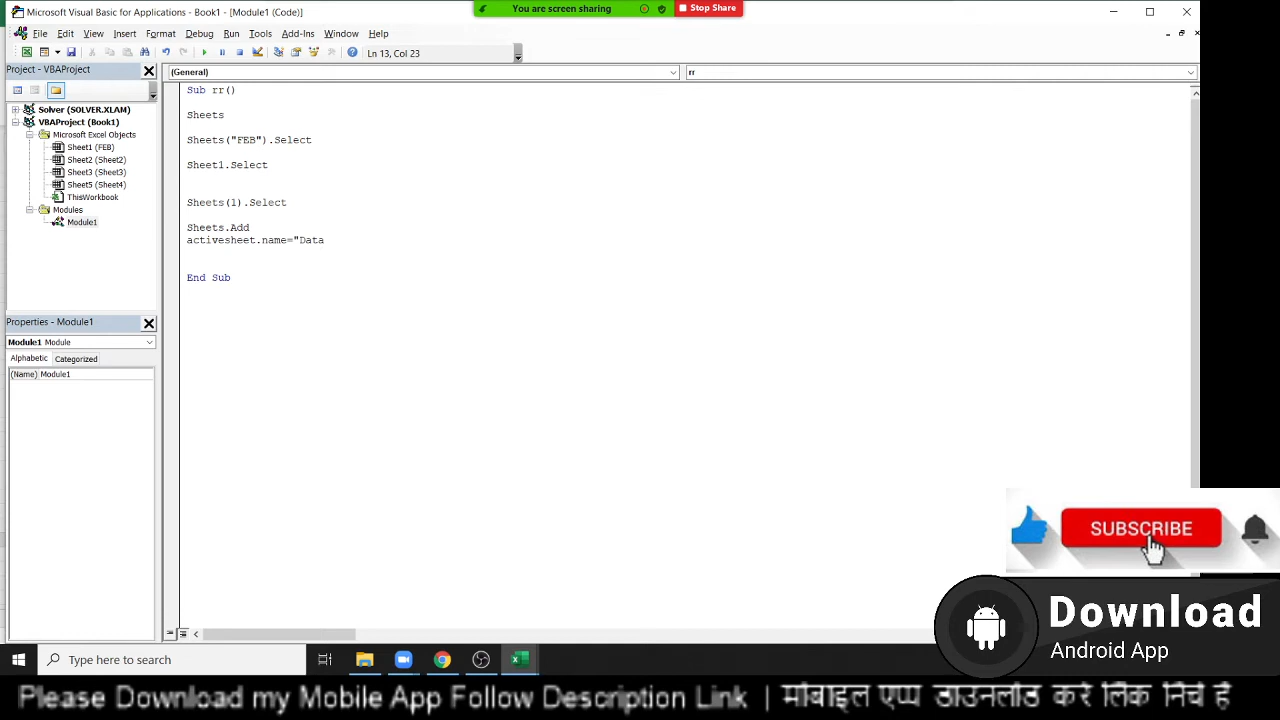 You are screen sharing
Stop Share
Microsoft Visual Basic for Applications - Book1 - [Module1 (Code)]
File Edit View Insert Format Debug Run Tools Add-Ins Window Help
Ln 13, Col 23
Project - VBAProject
(General)
rr
Solver (SOLVER.XLAM)
VBAProject (Book1)
Microsoft Excel Objects
Sheet1 (FEB)
Sheet2 (Sheet2)
Sheet3 (Sheet3)
Sheet5 (Sheet4)
ThisWorkbook
Modules
Module1
Sub rr()
Sheets
Sheets("FEB").Select
Sheet1.Select
Sheets(1).Select
Sheets.Add
activesheet.name="Data
End Sub
Properties - Module1
Module1 Module
Alphabetic Categorized
(Name) Module1
SUBSCRIBE
Download
Android App
Type here to search
Please Download my Mobile App Follow Description Link | मोबाइल एप्प डाउनलोड करे लिंक निचे है